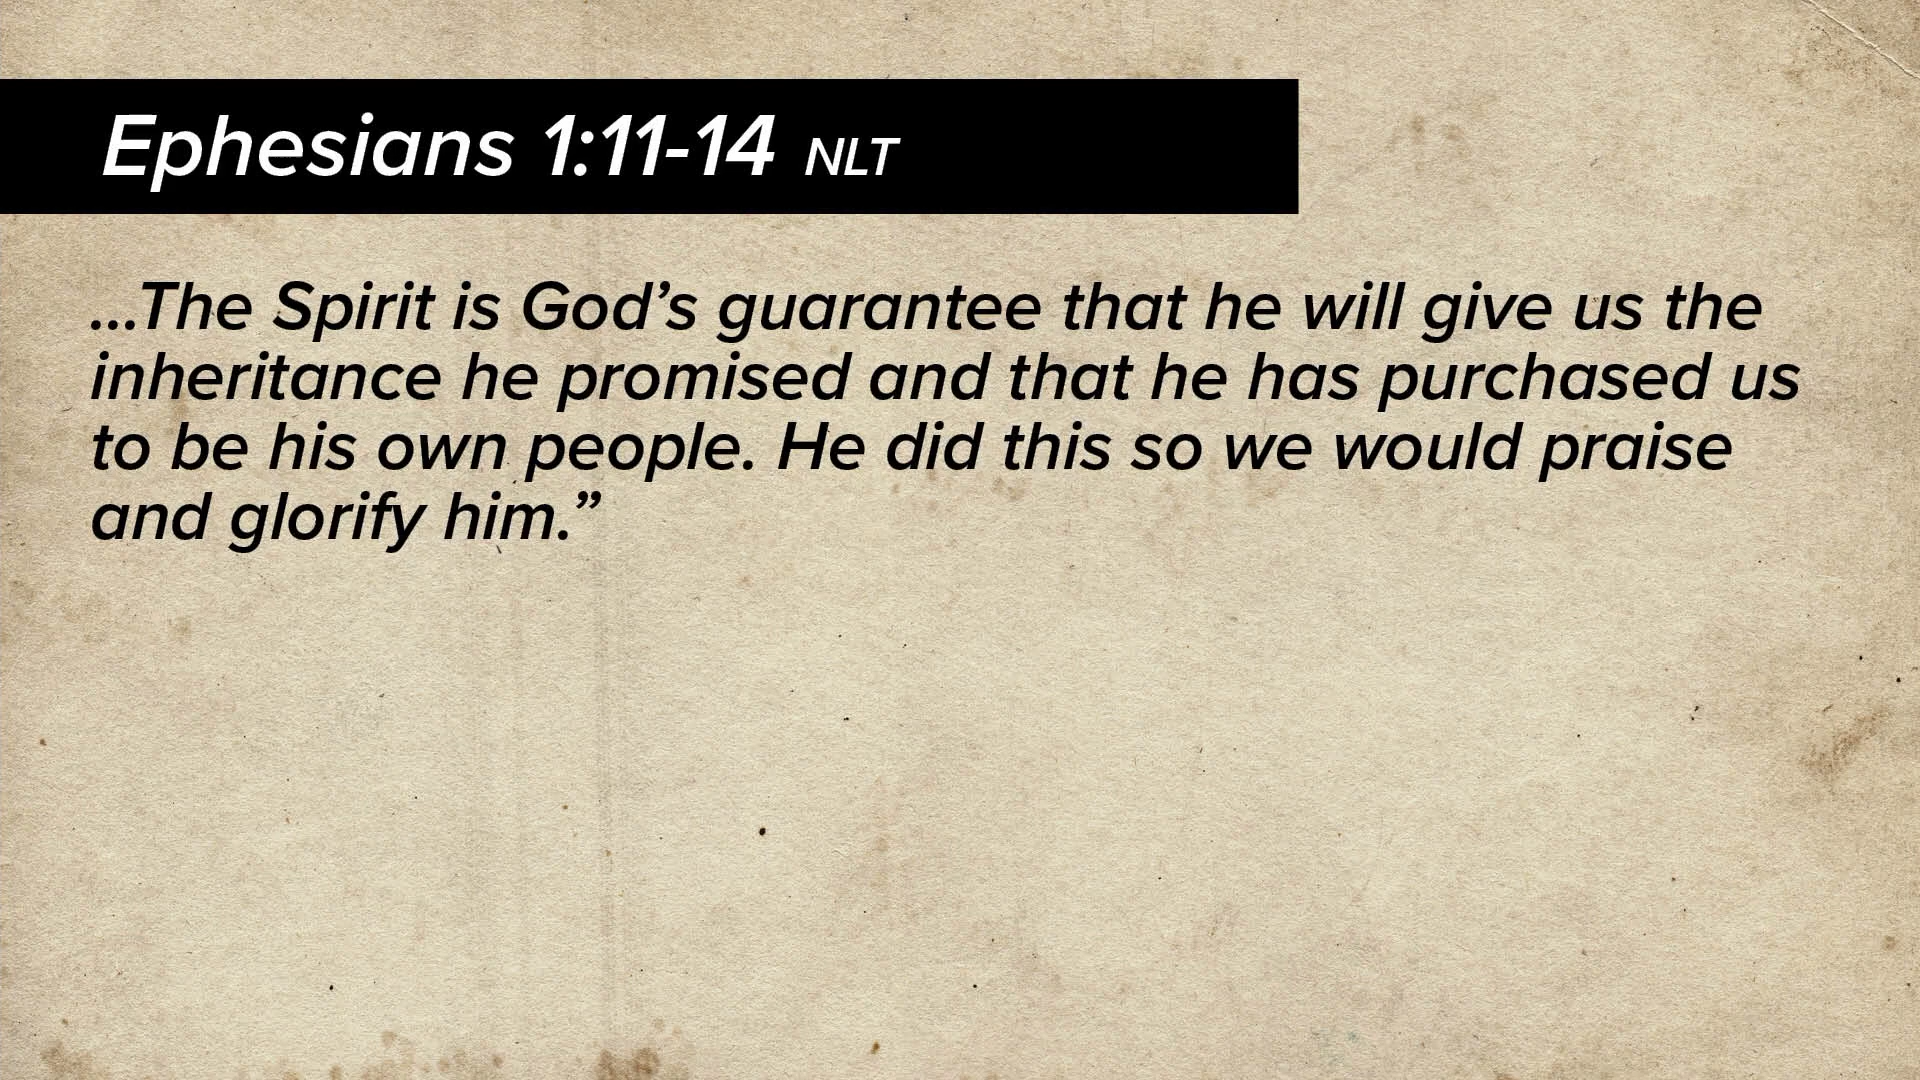 Ephesians 1:11-14 NLT
...The Spirit is God’s guarantee that he will give us the
inheritance he promised and that he has purchased us
to be his own people. He did this so we would praise
and glorify him.”